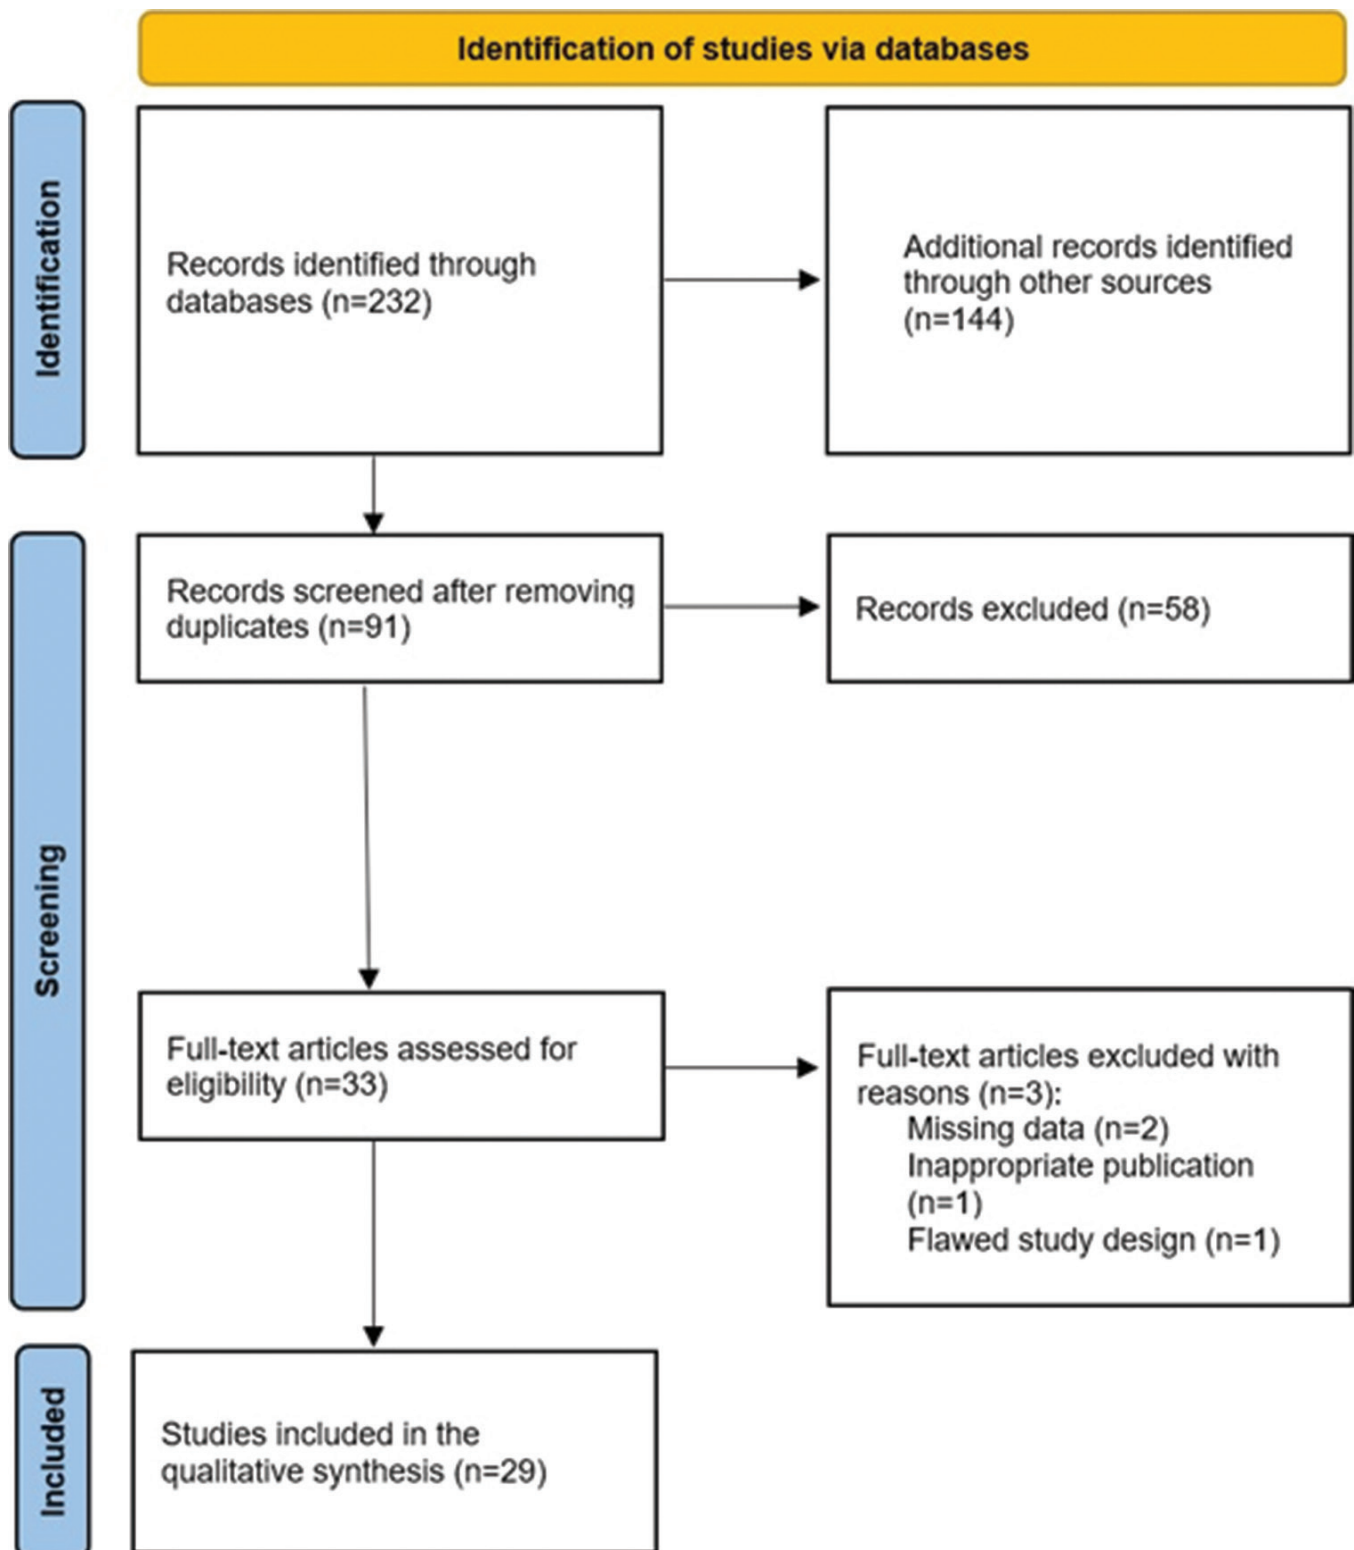 Identification of studies via databases
Identification
Records identified through
databases (n=232)
Additional records identified
through other sources
(n=144)
Screening
Records screened after removing
duplicates (n=91)
Records excluded (n=58)
Full-text articles assessed for
eligibility (n=33)
Full-text articles excluded with
reasons (n=3):
Missing data (n=2)
Inappropriate publication
(n=1)
Flawed study design (n=1)
Included
Studies included in the
qualitative synthesis (n=29)